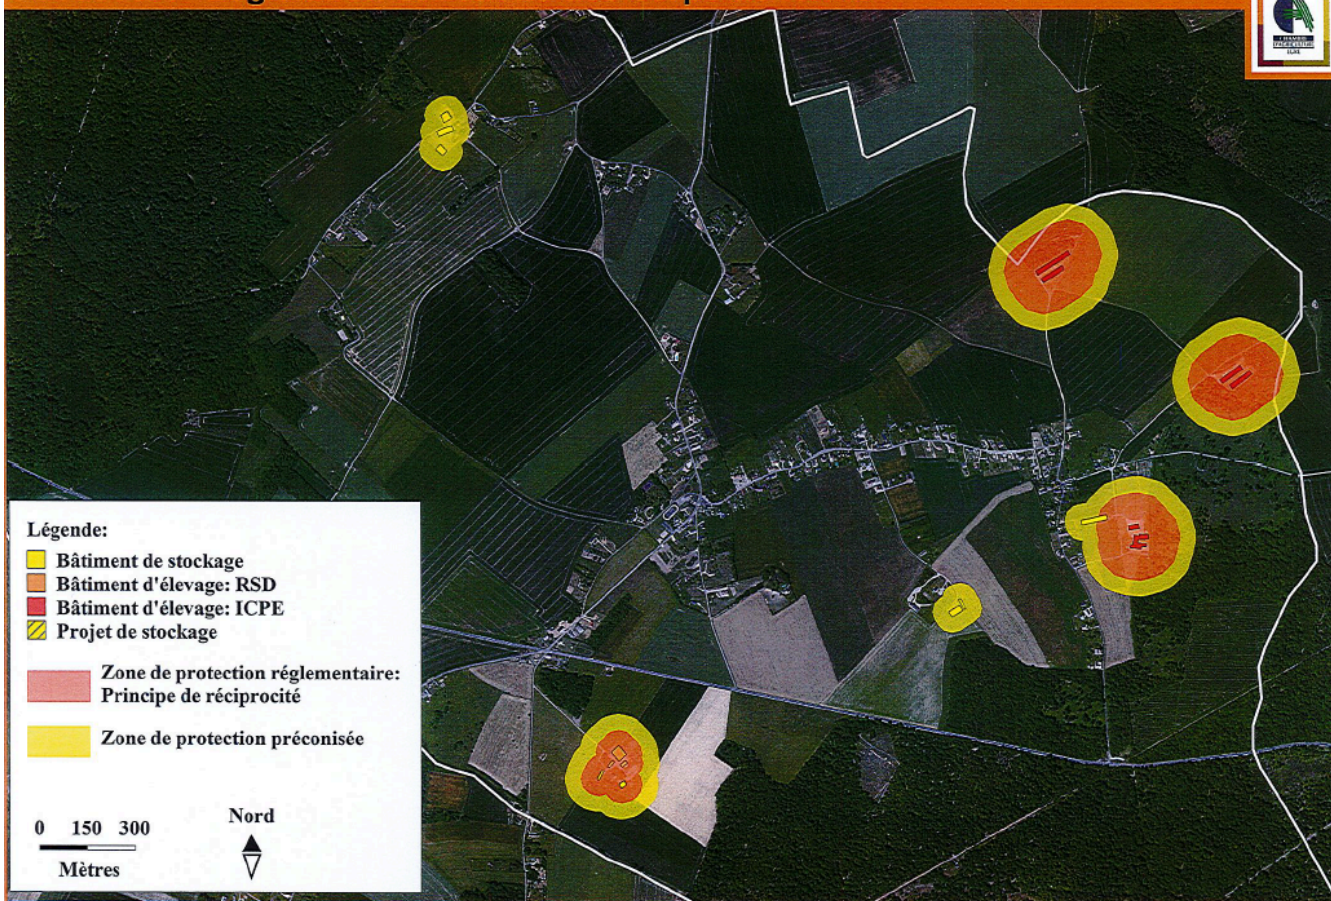 Légende:
Bâtiment de stockage
Bâtiment d'élevage: RSD
Bâtiment d'élevage: ICPE
Projet de stockage
Zone de protection réglementaire:
Principe de réciprocité
Zone de protection préconisée
0 150 300
Mètres
Nord